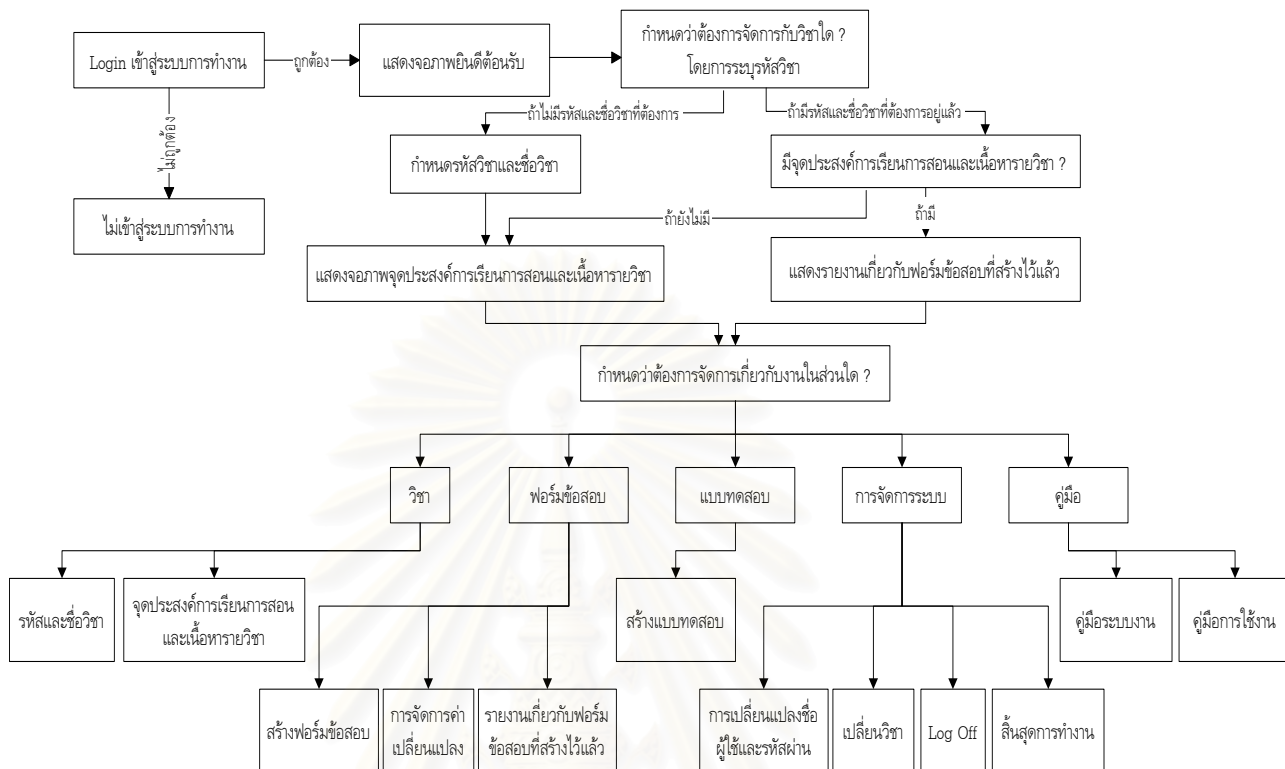 Login เข้าสู่ระบบการทำงาน
ถูกต้อง
แสดงจอภาพยินดีต้อนรับ
กำหนดว่าต้องการจัดการกับวิชาใด ?
โดยการระบุรหัสวิชา
ไม่ถูกต้อง
ไม่เข้าสู่ระบบการทำงาน
ถ้าไม่มีรหัสและชื่อวิชาที่ต้องการ
ถ้ามีรหัสและชื่อวิชาที่ต้องการอยู่แล้ว
กำหนดรหัสวิชาและชื่อวิชา
มีจุดประสงค์การเรียนการสอนและเนื้อหารายวิชา ?
ถ้ายังไม่มี
ถ้ามี
แสดงจอภาพจุดประสงค์การเรียนการสอนและเนื้อหารายวิชา
แสดงรายงานเกี่ยวกับฟอร์มข้อสอบที่สร้างไว้แล้ว
กำหนดว่าต้องการจัดการเกี่ยวกับงานในส่วนใด ?
วิชา
ฟอร์มข้อสอบ
แบบทดสอบ
การจัดการระบบ
คู่มือ
รหัสและชื่อวิชา
จุดประสงค์การเรียนการสอน
และเนื้อหารายวิชา
สร้างแบบทดสอบ
คู่มือระบบงาน
คู่มือการใช้งาน
สร้างฟอร์มข้อสอบ
การจัดการค่า
เปลี่ยนแปลง
รายงานเกี่ยวกับฟอร์ม
ข้อสอบที่สร้างไว้แล้ว
การเปลี่ยนแปลงชื่อ
ผู้ใช้และรหัสผ่าน
เปลี่ยนวิชา
Log Off
สิ้นสุดการทำงาน